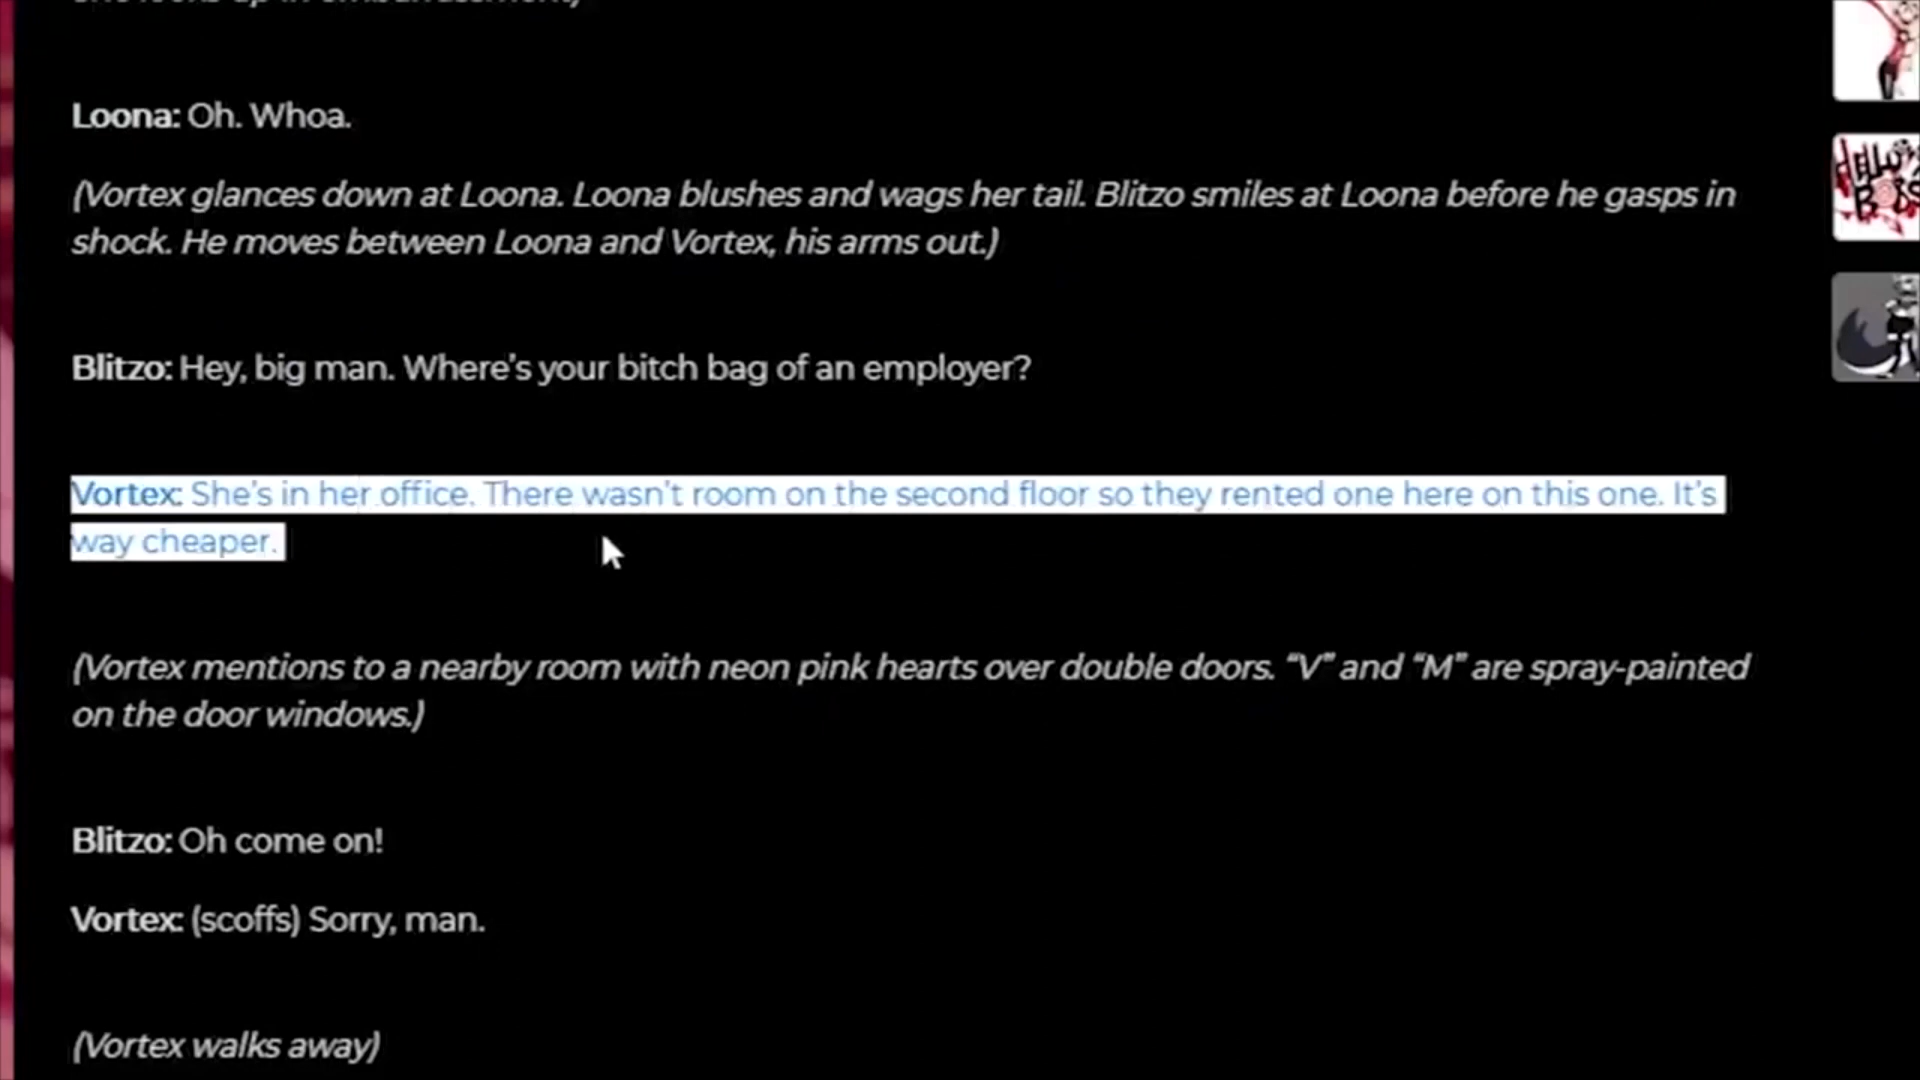 Loona: Oh. Whoa.
(Vortex glances down at Loona. Loona blushes and wags her tail. Blitzo smiles at Loona before he gasps in
shock. He moves between Loona and Vortex, his arms out.)
Blitzo: Hey, big man. Where's your bitch bag of an employer?
Vortex: She's in her office. There wasn't room on the second floor so they rented one here on this one. It's
way cheaper.
(Vortex mentions to a nearby room with neon pink hearts over double doors. “V” and “M” are spray-painted
on the door windows.)
Blitzo: Oh come on!
Vortex: (scoffs) Sorry, man.
(Vortex walks away)